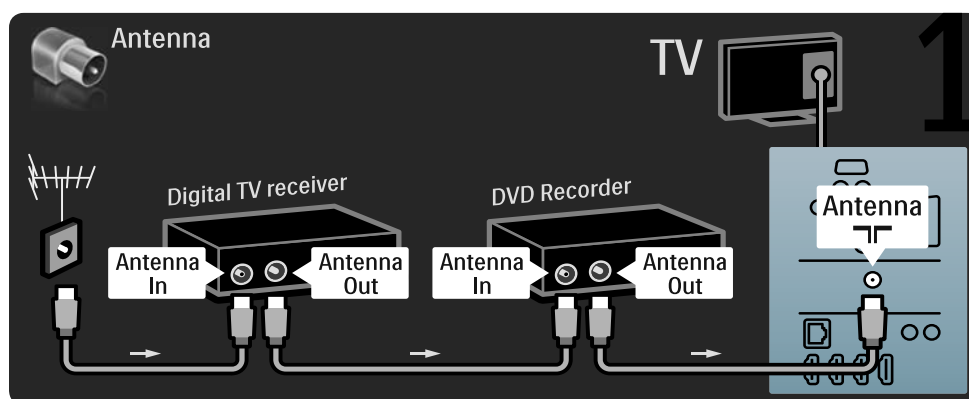 Antenna
TV
1
Digital TV receiver
DVD Recorder
Antenna
In
Antenna
Out
Antenna
In
Antenna
Out
Antenna